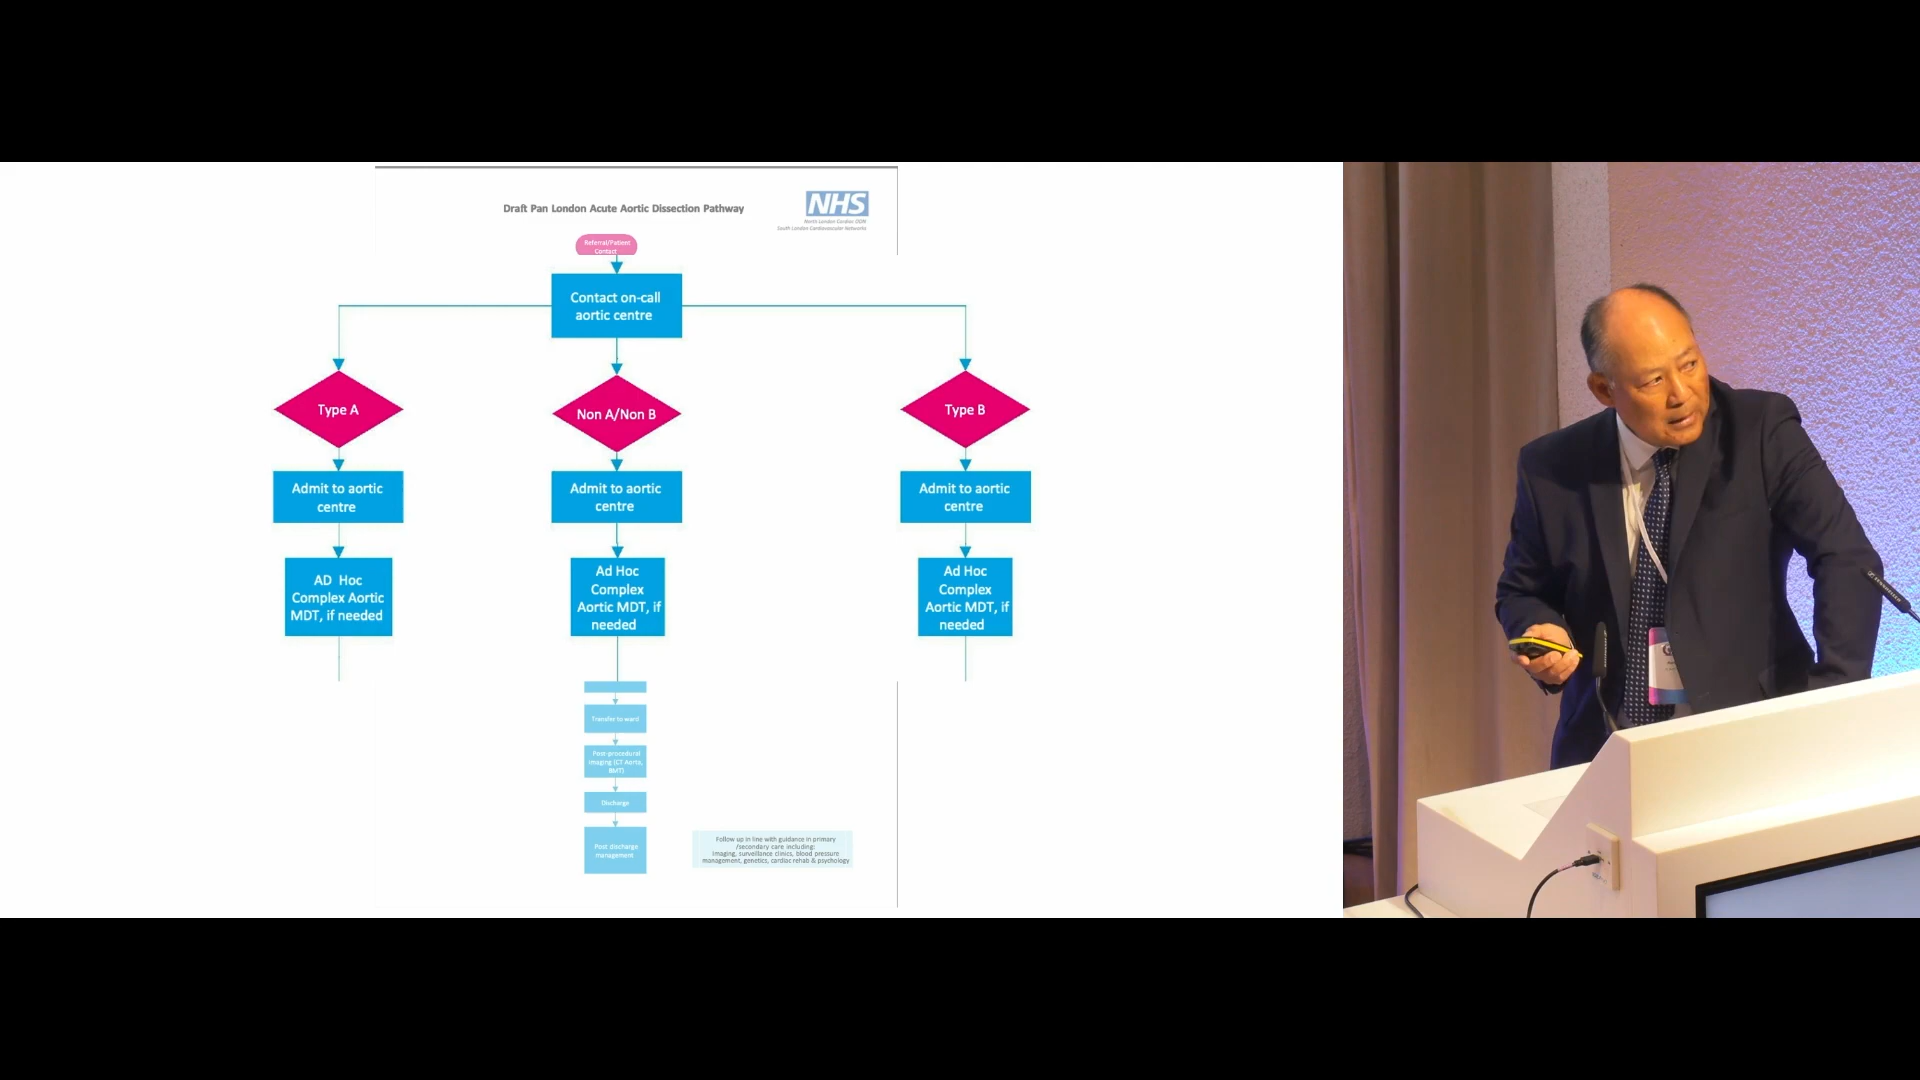 Draft Pan London Acute Aortic Dissection Pathway
NHS
North London Cardiac ODN
South London Cardiovascular Networks
Referral/Patient
Contact
Contact on-call
aortic centre
Type A
Non A/Non B
Type B
Admit to aortic
centre
Admit to aortic
centre
Admit to aortic
centre
AD Hoc
Complex Aortic
MDT, if needed
Ad Hoc
Complex
Aortic MDT, if
needed
Ad Hoc
Complex
Aortic MDT, if
needed
Transfer to ward
Post-procedural
imaging (CT Aorta,
BMT)
Discharge
Post discharge
management
Follow up in line with guidance in primary
/secondary care including:
Imaging, surveillance clinics, blood pressure
management, genetics, cardiac rehab & psychology